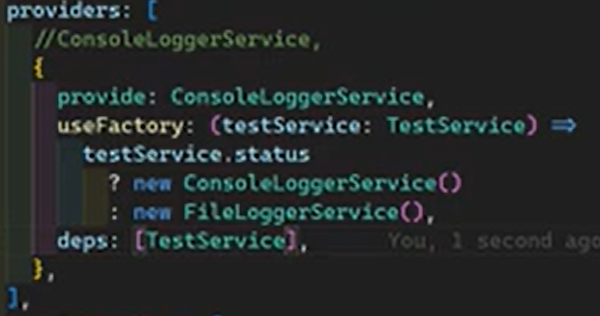 providers: [
//ConsoleLoggerService,
{
provide: ConsoleLoggerService,
useFactory: (testService: TestService) =>
testService.status
? new ConsoleLoggerService()
: new FileLoggerService(),
deps: [TestService], You, 1 second ago
},
],